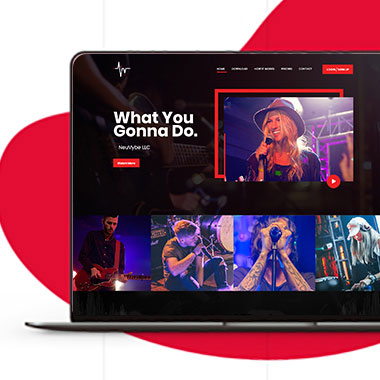 HOME DOWNLOAD HOW IT WORKS PRICING CONTACT
What You
Gonna Do.
NeuVybe LLC
Watch More